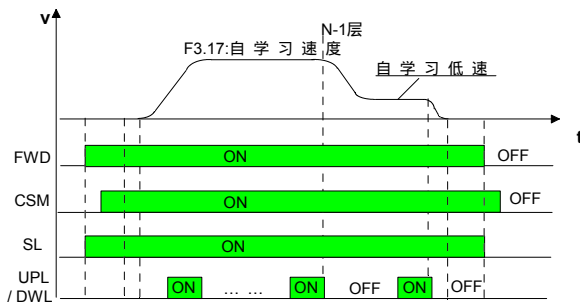 v
N-1层
F3.17:自 学 习 速 度
自 学 习 低 速
t
FWD
ON
OFF
CSM
ON
OFF
SL
ON
UPL
/ DWL
ON
... ...
ON
OFF
ON
OFF